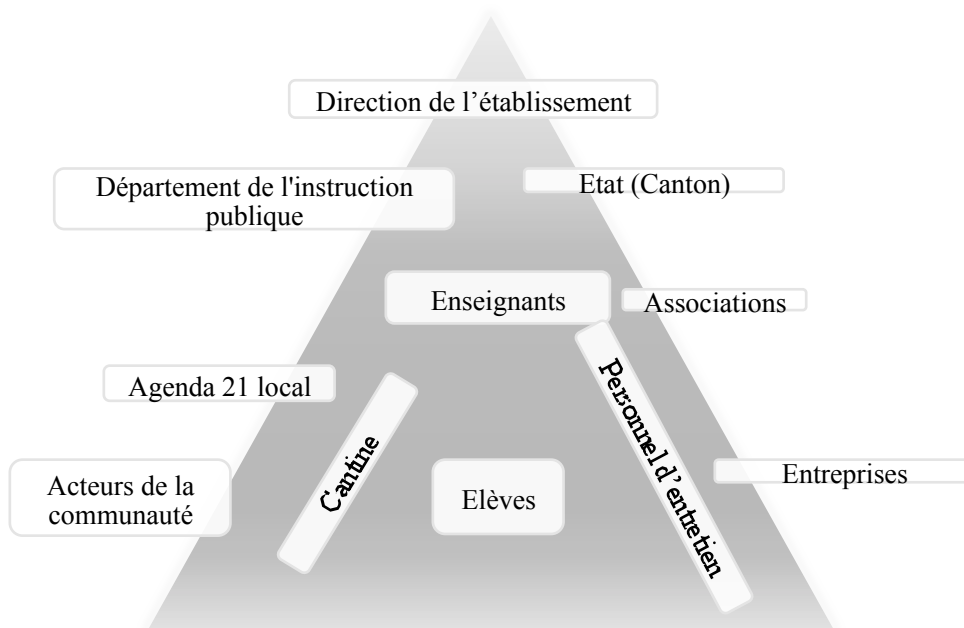 Direction de l’établissement
Département de l'instruction
publique
Etat (Canton)
Enseignants
Associations
Agenda 21 local
Cantine
Personnel d’entretien
Acteurs de la
communauté
Elèves
Entreprises